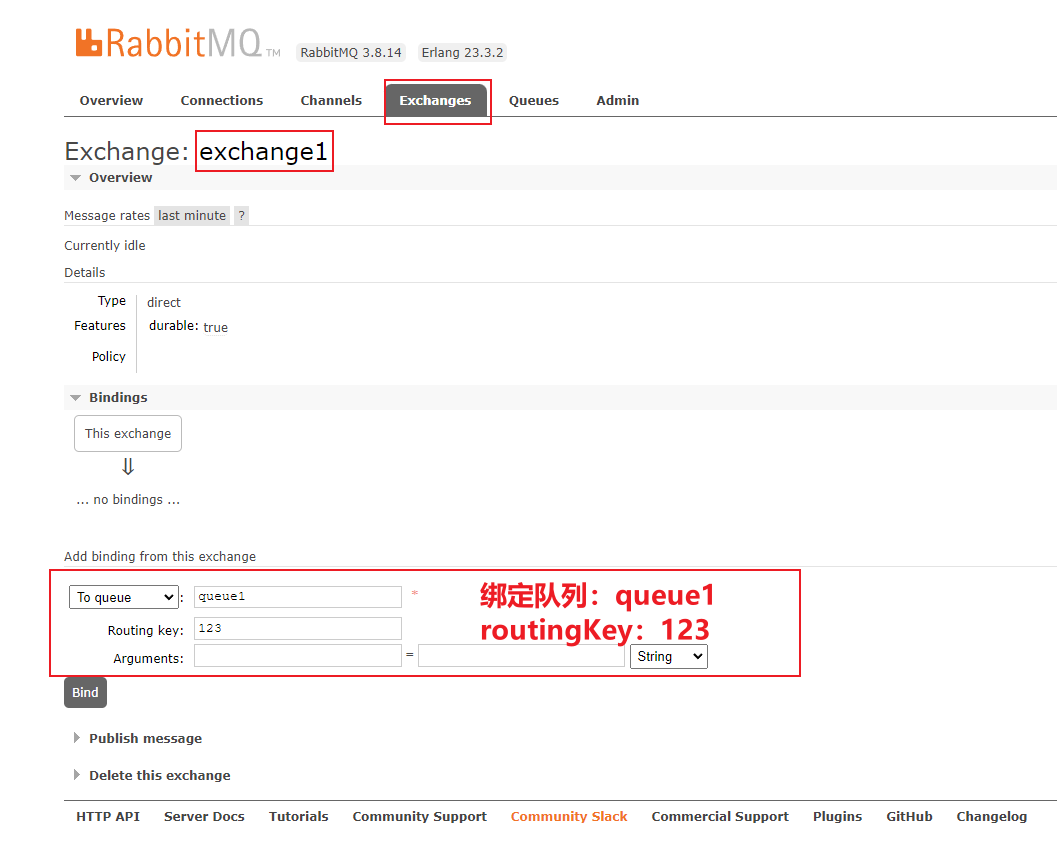 RabbitMQ TM RabbitMQ 3.8.14 Erlang 23.3.2
Overview Connections Channels Exchanges Queues Admin
Exchange: exchange1
Overview
Message rates last minute ?
Currently idle
Details
Type direct
Features durable: true
Policy
Bindings
This exchange
⇓
... no bindings ...
Add binding from this exchange
To queue : queue1 * 绑定队列：queue1
Routing key: 123 routingKey：123
Arguments: = String
Bind
Publish message
Delete this exchange
HTTP API Server Docs Tutorials Community Support Community Slack Commercial Support Plugins GitHub Changelog